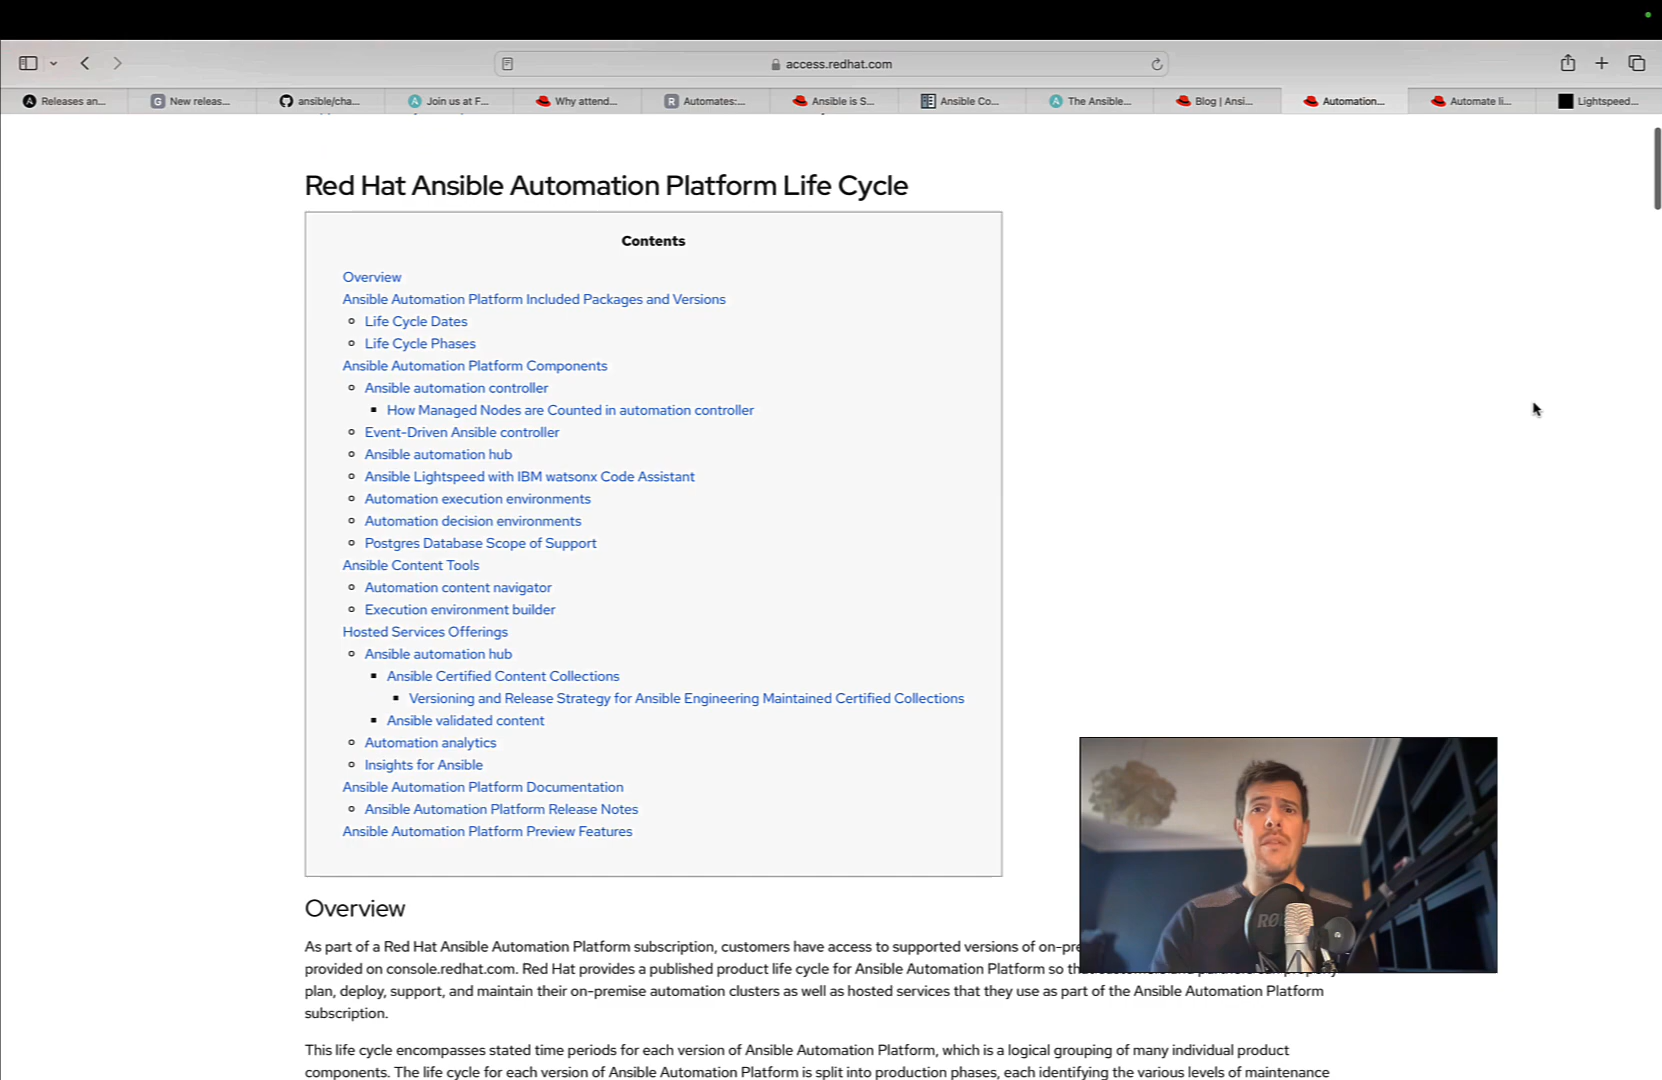 access.redhat.com
Releases an...
New releas...
ansible/cha...
Join us at F...
Why attend...
Automates:...
Ansible is S...
Ansible Co...
The Ansible...
Blog | Ansi...
Automation...
Automate li...
Lightspeed...
Red Hat Ansible Automation Platform Life Cycle
Contents
Overview
Ansible Automation Platform Included Packages and Versions
Life Cycle Dates
Life Cycle Phases
Ansible Automation Platform Components
Ansible automation controller
How Managed Nodes are Counted in automation controller
Event-Driven Ansible controller
Ansible automation hub
Ansible Lightspeed with IBM watsonx Code Assistant
Automation execution environments
Automation decision environments
Postgres Database Scope of Support
Ansible Content Tools
Automation content navigator
Execution environment builder
Hosted Services Offerings
Ansible automation hub
Ansible Certified Content Collections
Versioning and Release Strategy for Ansible Engineering Maintained Certified Collections
Ansible validated content
Automation analytics
Insights for Ansible
Ansible Automation Platform Documentation
Ansible Automation Platform Release Notes
Ansible Automation Platform Preview Features
Overview
As part of a Red Hat Ansible Automation Platform subscription, customers have access to supported versions of
provided on console.redhat.com. Red Hat provides a published product life cycle for Ansible Automation Platform so
plan, deploy, support, and maintain their on-premise automation clusters as well as hosted services that they use as part of the Ansible Automation Platform
subscription.
This life cycle encompasses stated time periods for each version of Ansible Automation Platform, which is a logical grouping of many individual product
components. The life cycle for each version of Ansible Automation Platform is split into production phases, each identifying the various levels of maintenance